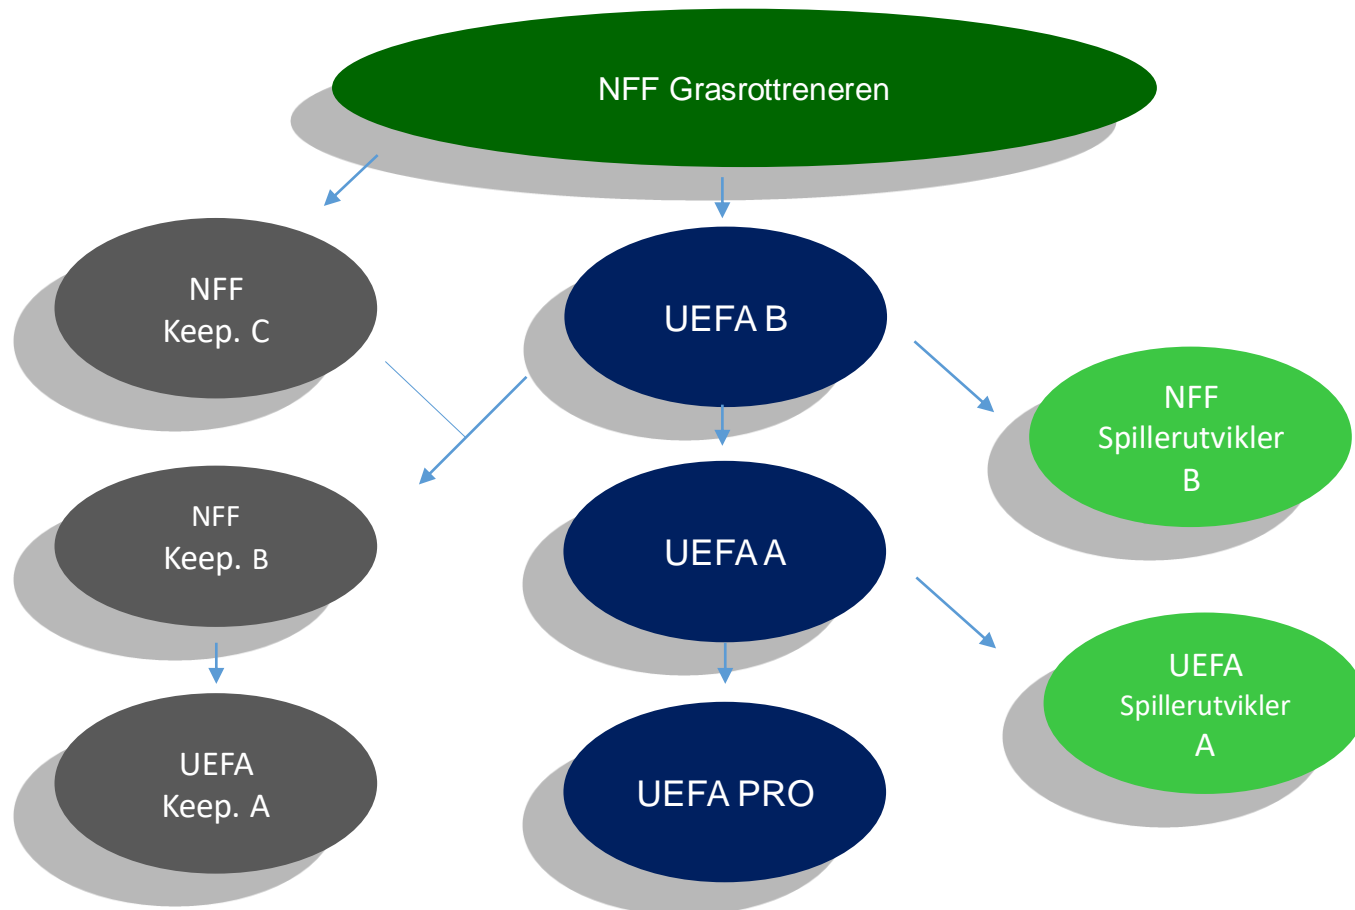 NFF Grasrottreneren
NFF
Keep. C
UEFA B
NFF
Spillerutvikler
B
NFF
Keep. B
UEFA A
UEFA
Spillerutvikler
A
UEFA
Keep. A
UEFA PRO